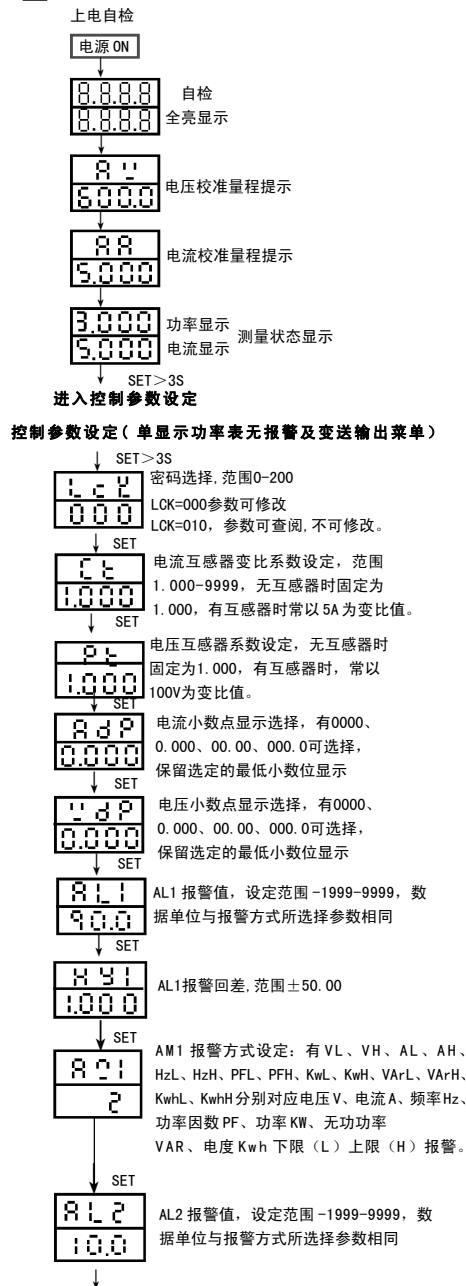 上电自检
电源 ON
8.8.8.8
8.8.8.8
自检
全亮显示
A U
600.0
电压校准量程提示
A A
5.000
电流校准量程提示
3.000
5.000
功率显示
电流显示
测量状态显示
SET＞3S
进入控制参数设定
控制参数设定( 单显示功率表无报警及变送输出菜单)
SET＞3S
LcK
000
密码选择,范围0-200
LCK=000参数可修改
LCK=010, 参数可查阅,不可修改。
SET
Ct
1.000
电流互感器变比系数设定，范围
1.000-9999，无互感器时固定为
1.000，有互感器时常以5A为变比值。
SET
Pt
1.000
电压互感器系数设定，无互感器时
固定为1.000，有互感器时，常以
100V为变比值。
SET
AdP
0.000
电流小数点显示选择，有0000、
0.000、00.00、000.0可选择，
保留选定的最低小数位显示
SET
UdP
0.000
电压小数点显示选择，有0000、
0.000、00.00、000.0可选择，
保留选定的最低小数位显示
SET
AL1
90.0
AL1 报警值，设定范围 -1999-9999，数
据单位与报警方式所选择参数相同
SET
HY1
1.000
AL1报警回差,范围±50.00
SET
2
AM1 报警方式设定：有VL、VH、AL、AH、
HzL、HzH、PFL、PFH、KwL、KwH、VArL、VArH、
KwhL、KwhH分别对应电压V、电流A、频率Hz、
功率因数PF、功率KW、无功功率
VAR、电度Kwh 下限（L）上限（H）报警。
SET
AL2
10.0
AL2 报警值，设定范围 -1999-9999，数
据单位与报警方式所选择参数相同